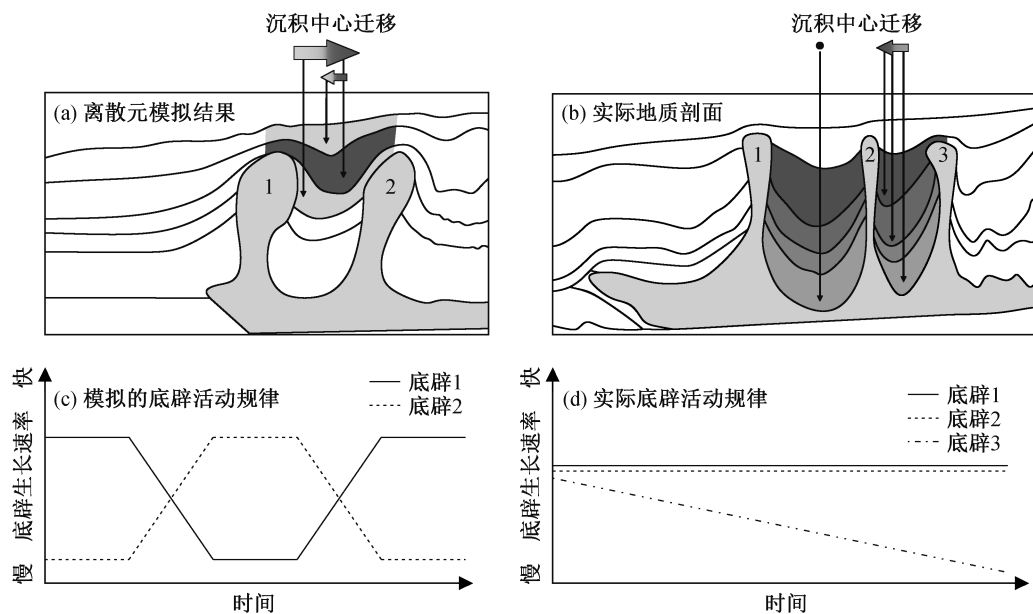 沉积中心迁移
沉积中心迁移
(a) 离散元模拟结果
1
2
(b) 实际地质剖面
1
2
3
快
底辟生长速率
慢
(c) 模拟的底辟活动规律
底辟1
底辟2
时间
快
底辟生长速率
慢
(d) 实际底辟活动规律
底辟1
底辟2
底辟3
时间